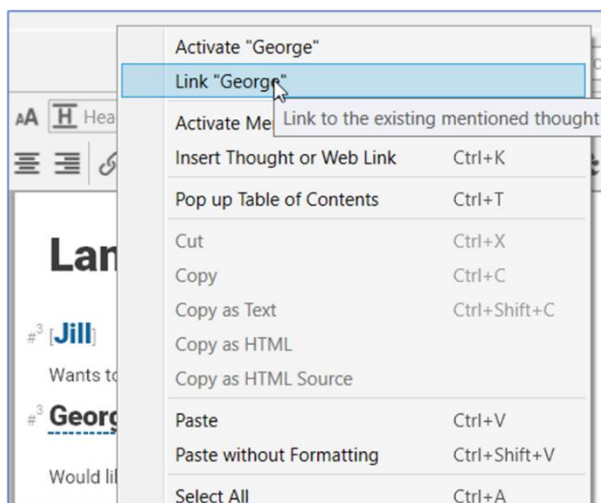 Activate "George"
Link "George"
Link to the existing mentioned thought
AA H Hea
Activate Me
Insert Thought or Web Link Ctrl+K
Pop up Table of Contents Ctrl+T
Cut Ctrl+X
Lan
Copy Ctrl+C
Copy as Text Ctrl+Shift+C
#3 [Jill]
Copy as HTML
Wants to
Copy as HTML Source
#3 Georg
Paste Ctrl+V
Paste without Formatting Ctrl+Shift+V
Would lil
Select All Ctrl+A